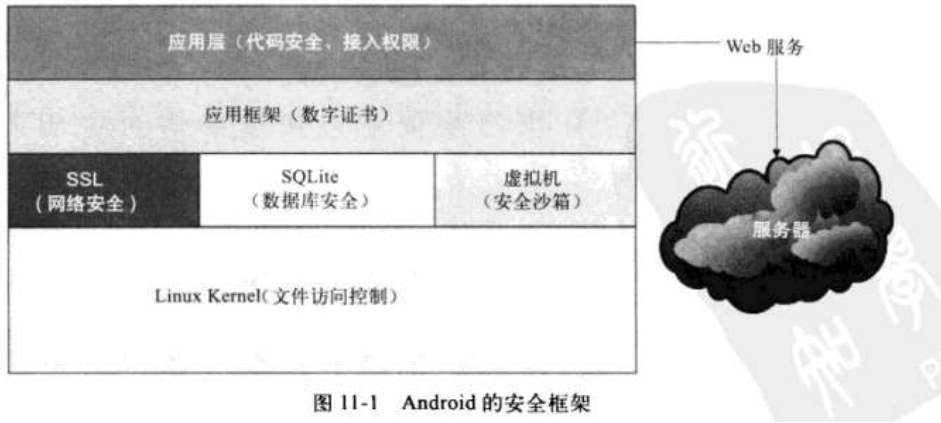 应用层（代码安全、接入权限）
Web 服务
应用框架（数字证书）
SSL
（网络安全）
SQLite
（数据库安全）
虚拟机
（安全沙箱）
服务器
Linux Kernel(文件访问控制）
图 11-1 Android 的安全框架